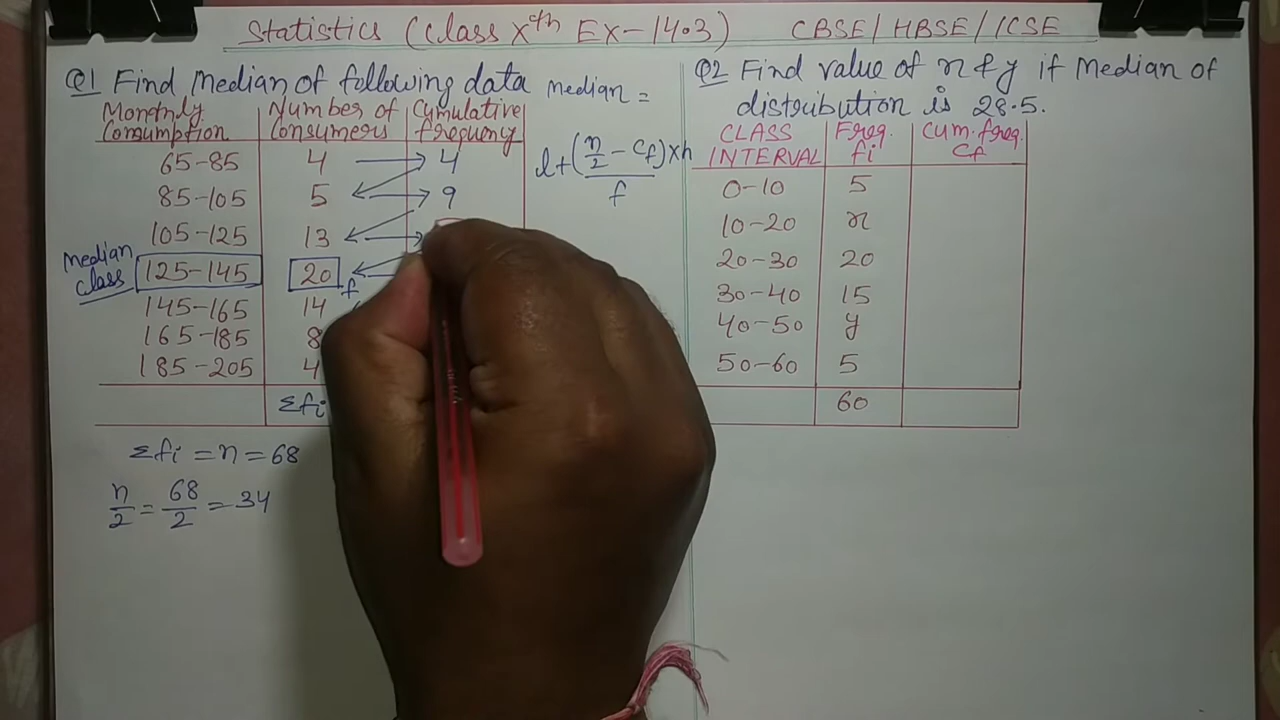 Statistics (Class Xth Ex-14.3) CBSE/HBSE/ICSE
Q1 Find Median of following data
Monthly Consumption | Number of Consumers | Cumulative frequency
65-85 4 4
85-105 5 9
105-125 13
median class 125-145 20 f
145-165 14
165-185 8
185-205 4
Σfi
Σfi = n = 68
n/2 = 68/2 = 34
median =
l+(n/2 - cf)×h
f
Q2 Find value of x & y if Median of
distribution is 28.5.
CLASS INTERVAL | Freq. fi | Cum. freq. Cf
0-10 5
10-20 x
20-30 20
30-40 15
40-50 y
50-60 5
60